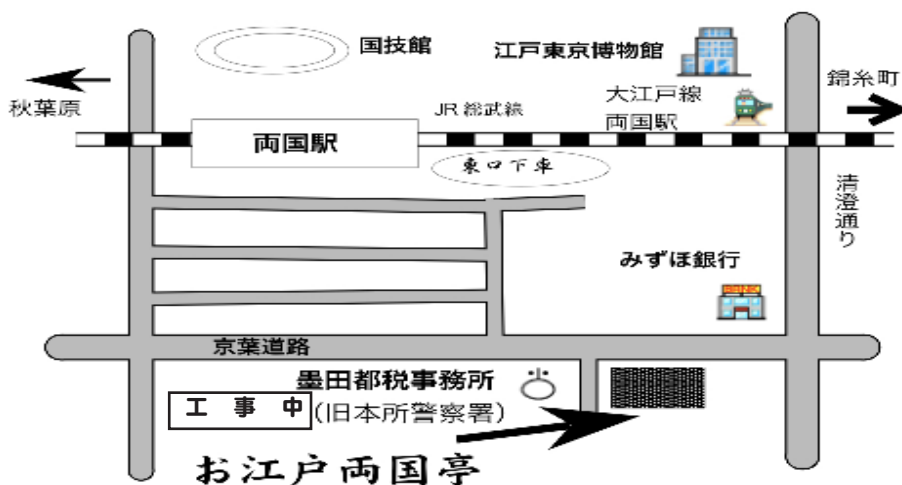 国技館
江戸東京博物館
秋葉原
錦糸町
大江戸線
両国駅
JR 総武線
両国駅
東口下車
清澄通り
みずほ銀行
BANK
京葉道路
墨田都税事務所
工事中
(旧本所警察署)
お江戸両国亭